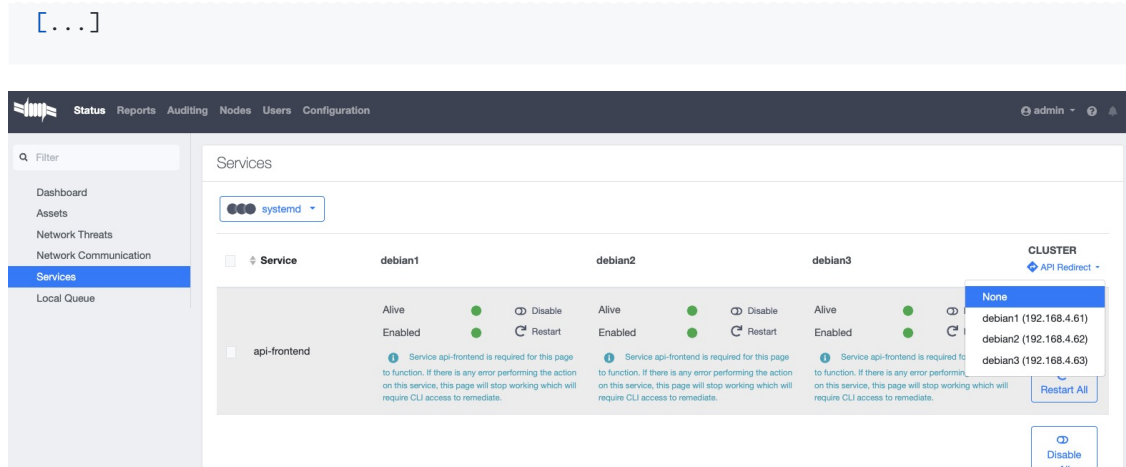 [...]
Status Reports Auditing Nodes Users Configuration admin
Filter
Services
Dashboard
Assets
Network Threats
Network Communication
Services
Local Queue
systemd
Service debian1 debian2 debian3 CLUSTER
API Redirect
None
debian1 (192.168.4.61)
debian2 (192.168.4.62)
debian3 (192.168.4.63)
api-frontend
Alive Disable
Enabled Restart
Service api-frontend is required for this page
to function. If there is any error performing the action
on this service, this page will stop working which will
require CLI access to remediate.
Alive Disable
Enabled Restart
Service api-frontend is required for this page
to function. If there is any error performing the action
on this service, this page will stop working which will
require CLI access to remediate.
Alive
Enabled
Service api-frontend is required fo
to function. If there is any error performing
on this service, this page will stop working which will
require CLI access to remediate.
Restart All
Disable